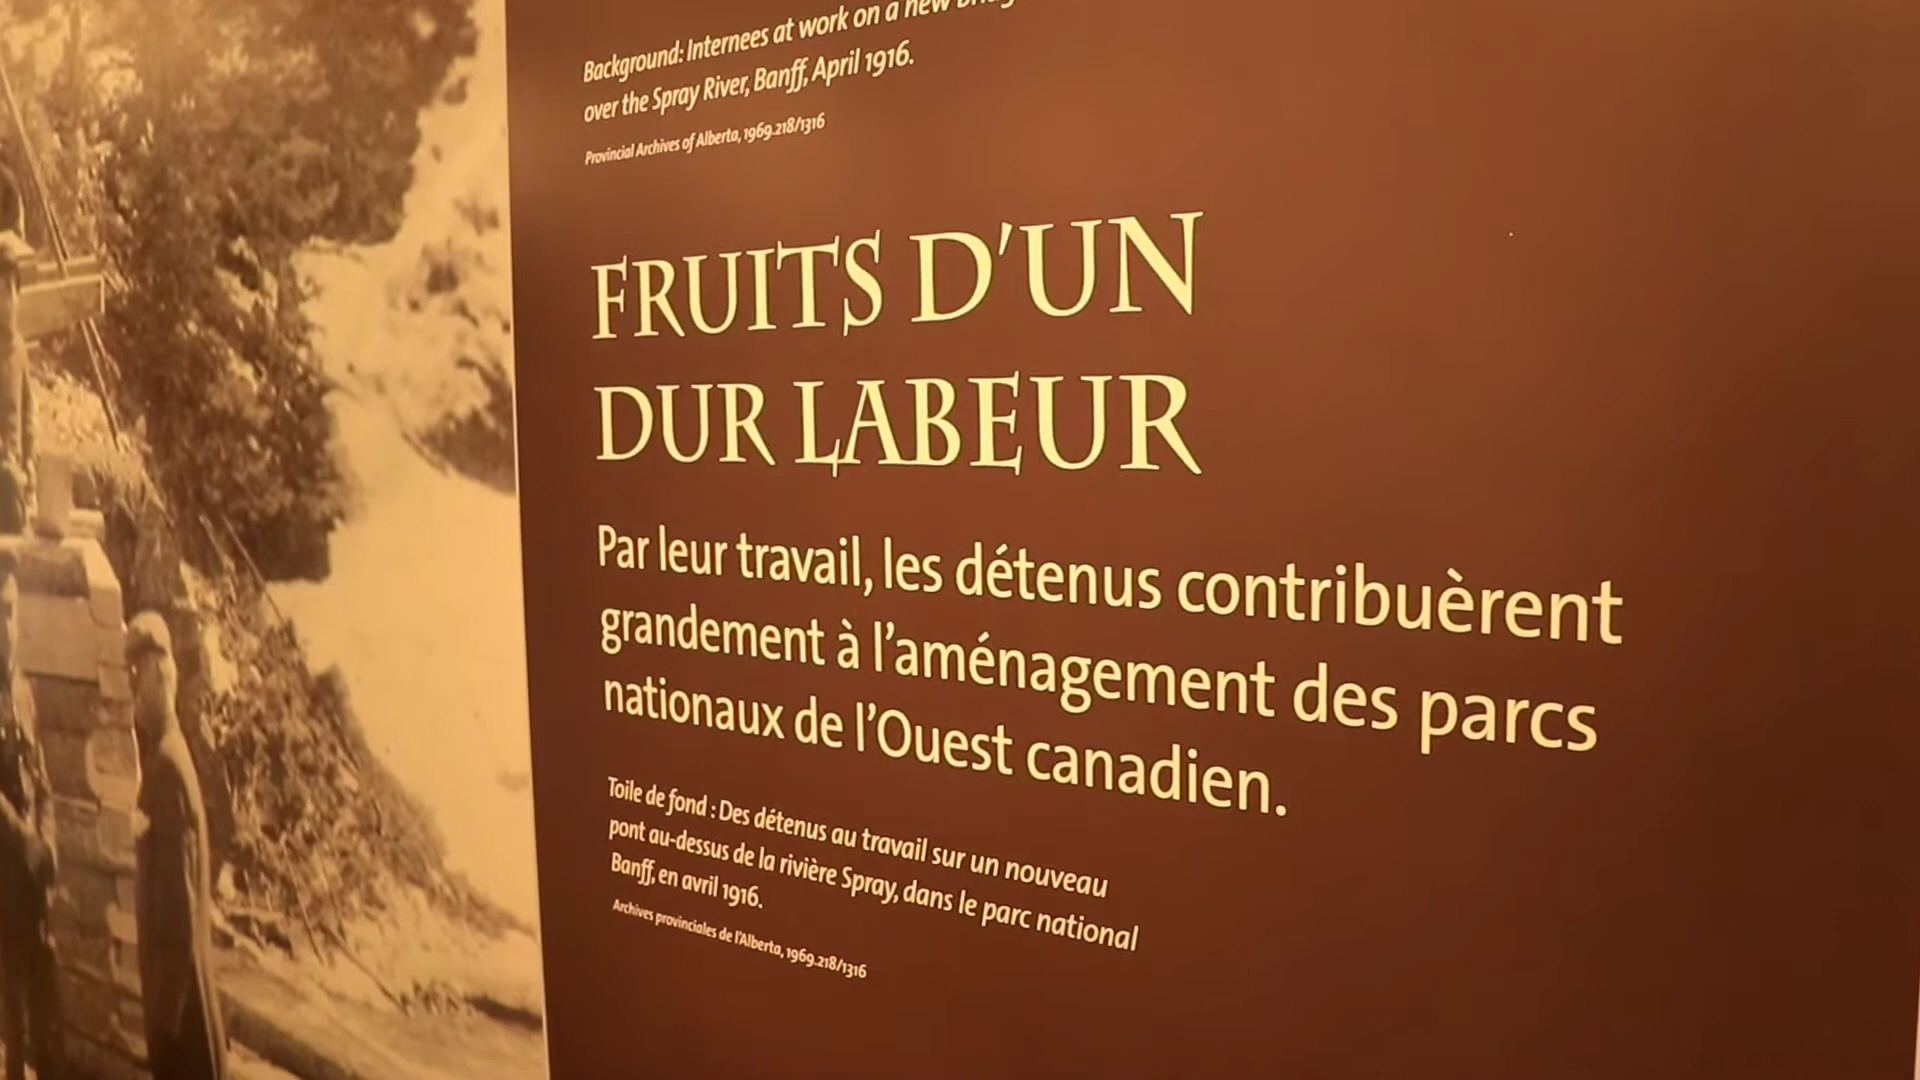 Background: Internees at work on a new
over the Spray River, Banff, April 1916.
Provincial Archives of Alberta, 1969.218/1316
FRUITS D'UN
DUR LABEUR
Par leur travail, les détenus contribuèrent
grandement à l'aménagement des parcs
nationaux de l'Ouest canadien.
Toile de fond : Des détenus au travail sur un nouveau
pont au-dessus de la rivière Spray, dans le parc national
Banff, en avril 1916.
Archives provinciales de l'Alberta, 1969.218/1316